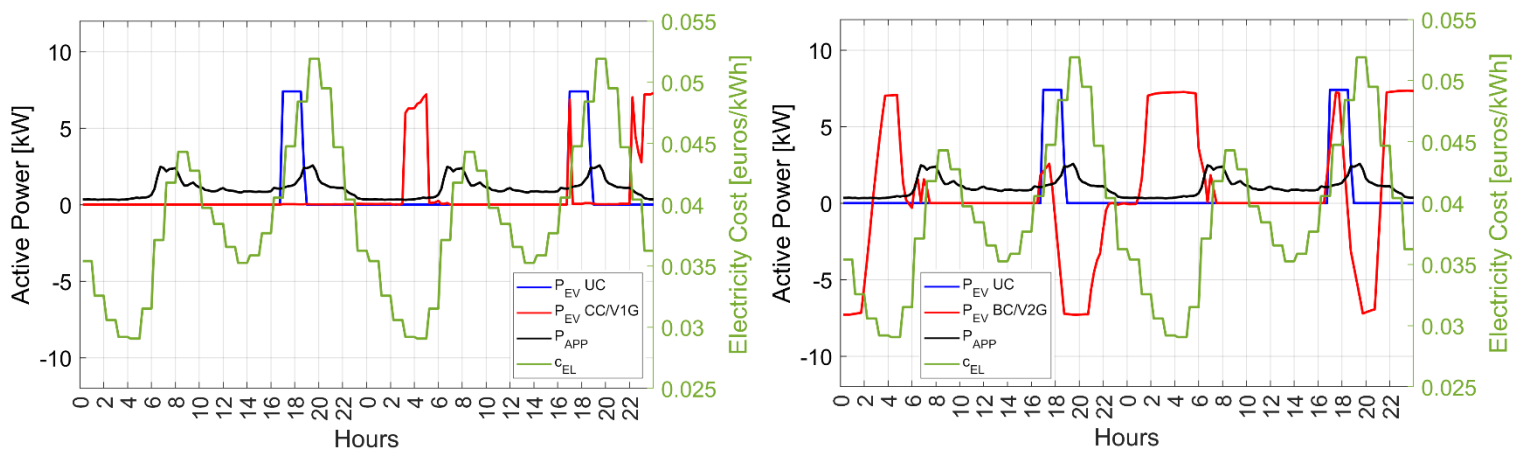 10
5
0
-5
-10
Active Power [kW]
0.055
0.05
0.045
0.04
0.035
0.03
0.025
Electricity Cost [euros/kWh]
P_EV UC
P_EV CC/V1G
P_APP
c_EL
0 2 4 6 8 10 12 14 16 18 20 22 0 2 4 6 8 10 12 14 16 18 20 22
Hours
10
5
0
-5
-10
Active Power [kW]
0.055
0.05
0.045
0.04
0.035
0.03
0.025
Electricity Cost [euros/kWh]
P_EV UC
P_EV BC/V2G
P_APP
c_EL
0 2 4 6 8 10 12 14 16 18 20 22 0 2 4 6 8 10 12 14 16 18 20 22
Hours